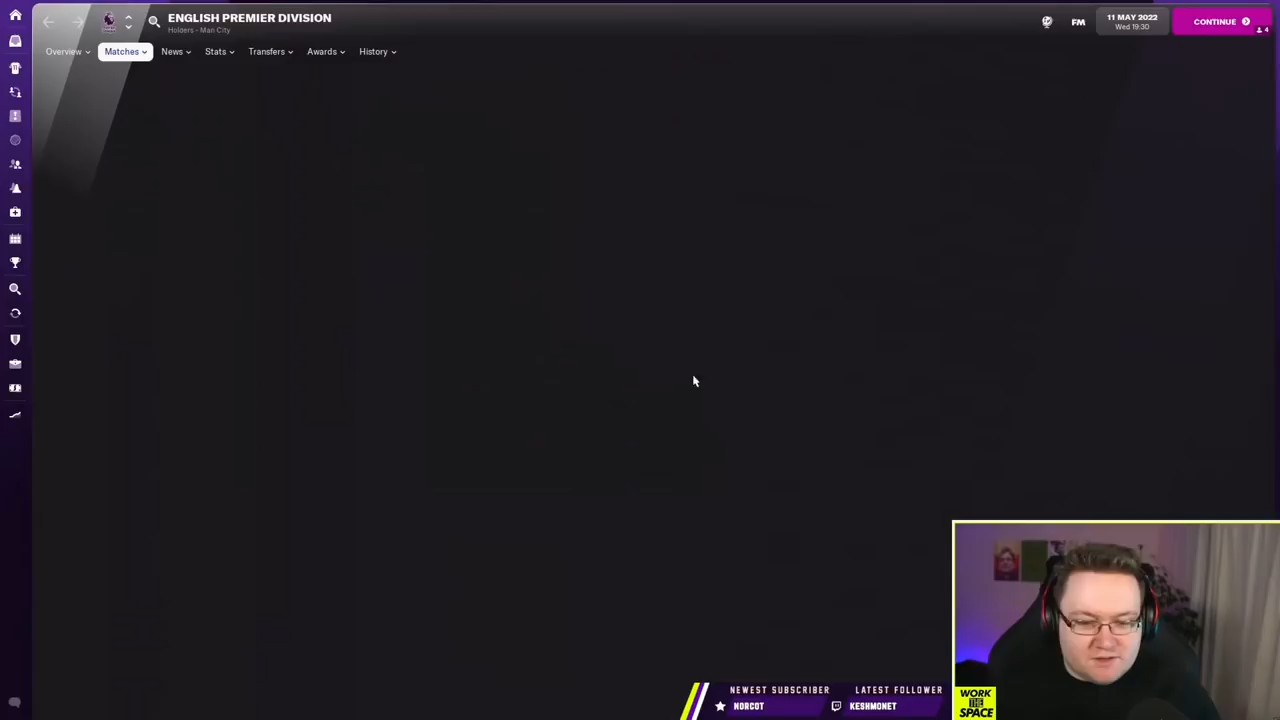 ENGLISH PREMIER DIVISION
Holders - Man City
FM
11 MAY 2022
Wed 19:30
CONTINUE
4
Overview
Matches
News
Stats
Transfers
Awards
History
NEWEST SUBSCRIBER
NORCOT
LATEST FOLLOWER
KESHMONET
WORK
THE
SPACE